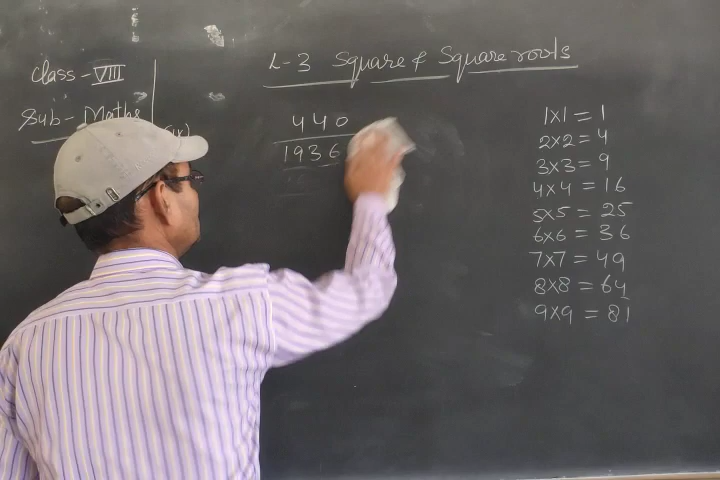 Class - VIII
Sub - Maths
L-3 Square & Square roots
440
1936
1x1 = 1
2x2 = 4
3x3 = 9
4x4 = 16
5x5 = 25
6x6 = 36
7x7 = 49
8x8 = 64
9x9 = 81